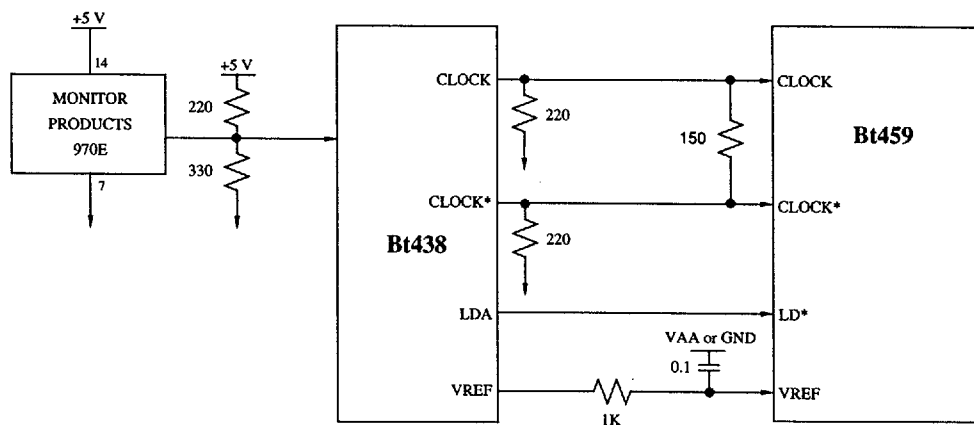 +5 V
14
MONITOR
PRODUCTS
970E
7
+5 V
220
330
Bt438
CLOCK
CLOCK*
LDA
VREF
220
220
150
1K
VAA or GND
0.1
Bt459
CLOCK
CLOCK*
LD*
VREF